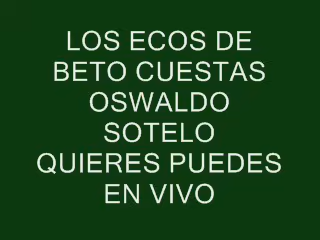 LOS ECOS DE
BETO CUESTAS
OSWALDO
SOTELO
QUIERES PUEDES
EN VIVO